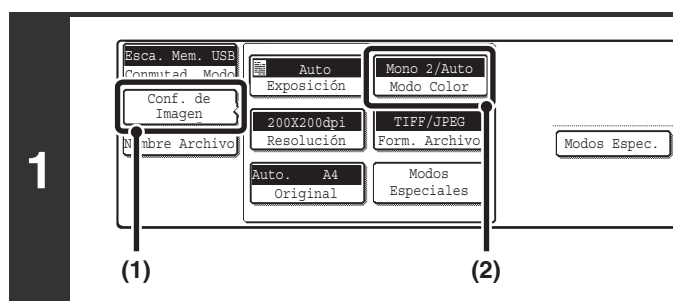 1
Esca. Mem. USB
Conmutad. Modo
Conf. de
Imagen
Nombre Archivo
Auto
Exposición
Mono 2/Auto
Modo Color
200X200dpi
Resolución
TIFF/JPEG
Form. Archivo
Auto. A4
Original
Modos
Especiales
Modos Espec.
(1)
(2)